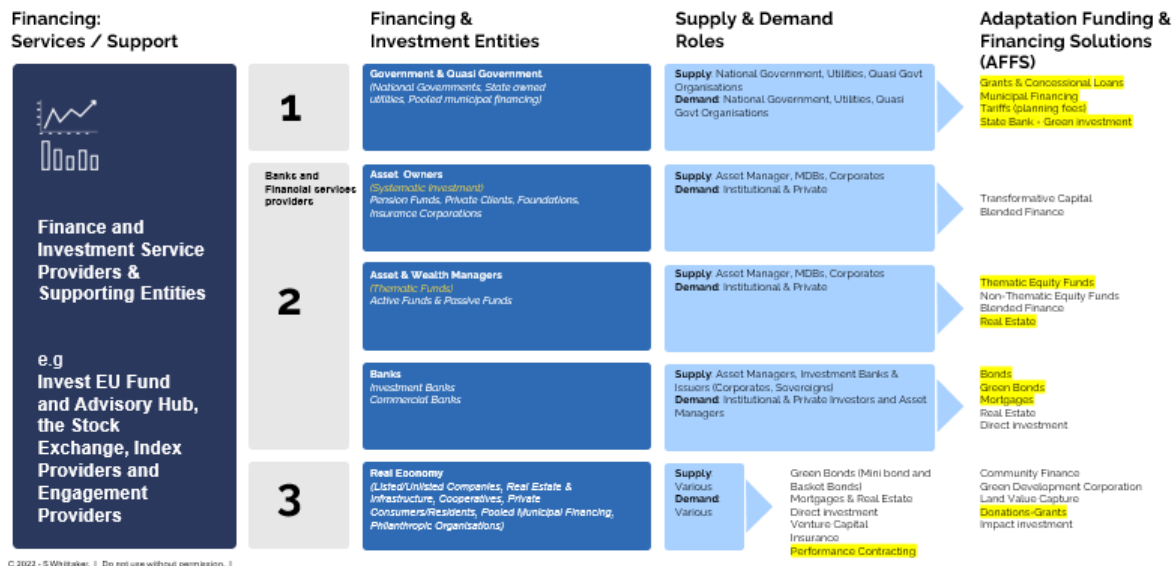 Financing:
Services / Support
Financing &
Investment Entities
Supply & Demand
Roles
Adaptation Funding &
Financing Solutions
(AFFS)
Finance and
Investment Service
Providers &
Supporting Entities
e.g
Invest EU Fund
and Advisory Hub,
the Stock
Exchange, Index
Providers and
Engagement
Providers
1
Government & Quasi Government
(National Governments, State owned
utilities, Pooled municipal financing)
Supply: National Government, Utilities, Quasi Govt
Organisations
Demand: National Government, Utilities, Quasi
Govt Organisations
Grants & Concessional Loans
Municipal Financing
Tariffs (planning fees)
State Bank - Green investment
Banks and
Financial services
providers
2
Asset Owners
(Systematic Investment)
Pension Funds, Private Clients, Foundations,
Insurance Corporations
Supply: Asset Manager, MDBs, Corporates
Demand: Institutional & Private
Transformative Capital
Blended Finance
Asset & Wealth Managers
(Thematic Funds)
Active Funds & Passive Funds
Supply: Asset Manager, MDBs, Corporates
Demand: Institutional & Private
Thematic Equity Funds
Non-Thematic Equity Funds
Blended Finance
Real Estate
Banks
Investment Banks
Commercial Banks
Supply: Asset Managers, Investment Banks &
Issuers (Corporates, Sovereigns)
Demand: Institutional & Private Investors and Asset
Managers
Bonds
Green Bonds
Mortgages
Real Estate
Direct investment
3
Real Economy
(Listed/Unlisted Companies, Real Estate &
Infrastructure, Cooperatives, Private
Consumers/Residents, Pooled Municipal Financing,
Philanthropic Organisations)
Supply:
Various
Demand:
Various
Green Bonds (Mini bond and
Basket Bonds)
Mortgages & Real Estate
Direct investment
Venture Capital
Insurance
Performance Contracting
Community Finance
Green Development Corporation
Land Value Capture
Donations-Grants
Impact investment
C 2022 - S Whittaker. | Do not use without permission. |